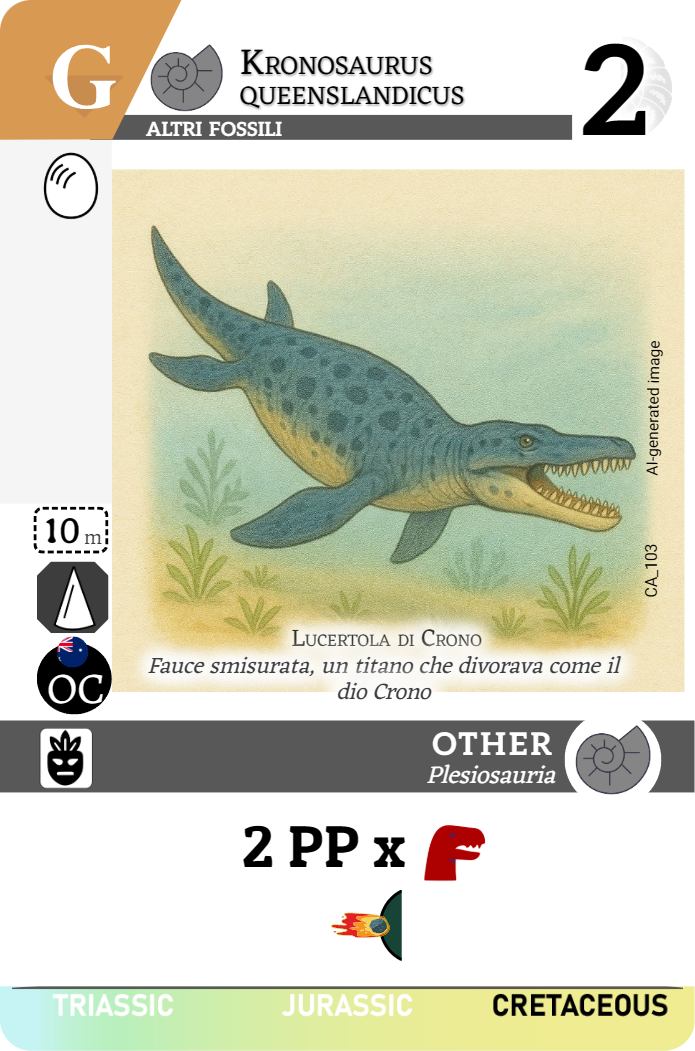 G
KRONOSAURUS
QUEENSLANDICUS
2
ALTRI FOSSILI
AI-generated image
CA_103
10 m
OC
LUCERTOLA DI CRONO
Fauce smisurata, un titano che divorava come il
dio Crono
OTHER
Plesiosauria
2 PP x
TRIASSIC JURASSIC CRETACEOUS